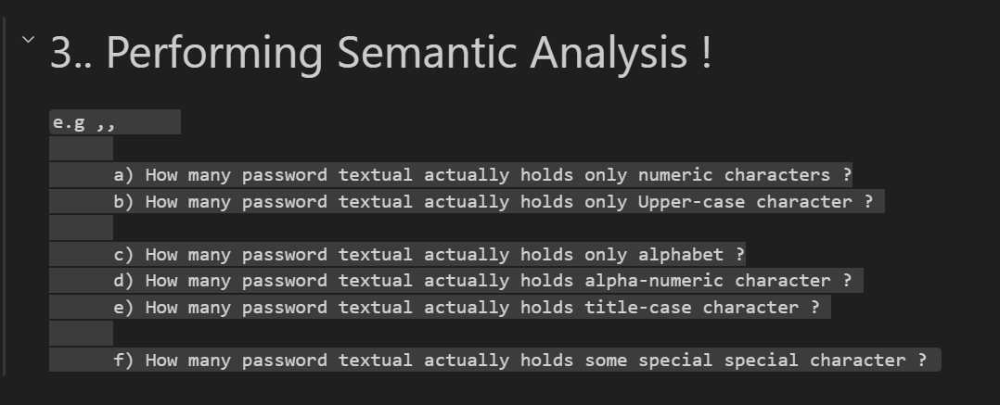 3.. Performing Semantic Analysis !
e.g ,,
a) How many password textual actually holds only numeric characters ?
b) How many password textual actually holds only Upper-case character ?
c) How many password textual actually holds only alphabet ?
d) How many password textual actually holds alpha-numeric character ?
e) How many password textual actually holds title-case character ?
f) How many password textual actually holds some special special character ?